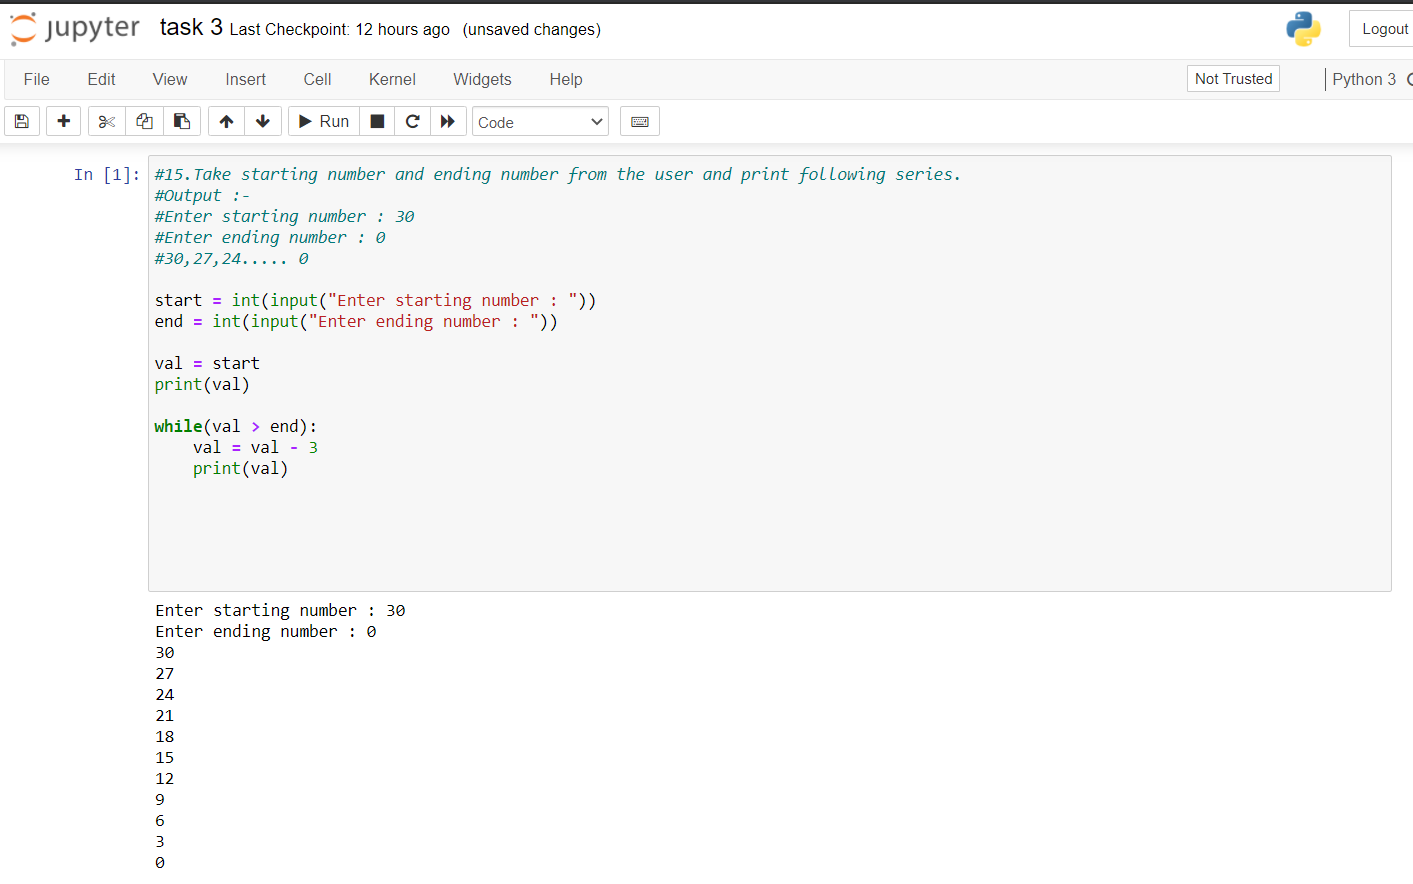 jupyter task 3 Last Checkpoint: 12 hours ago (unsaved changes) Logout
File Edit View Insert Cell Kernel Widgets Help Not Trusted Python 3
Run Code
In [1]: #15.Take starting number and ending number from the user and print following series.
#Output :-
#Enter starting number : 30
#Enter ending number : 0
#30,27,24..... 0
start = int(input("Enter starting number : "))
end = int(input("Enter ending number : "))
val = start
print(val)
while(val > end):
    val = val - 3
    print(val)
Enter starting number : 30
Enter ending number : 0
30
27
24
21
18
15
12
9
6
3
0